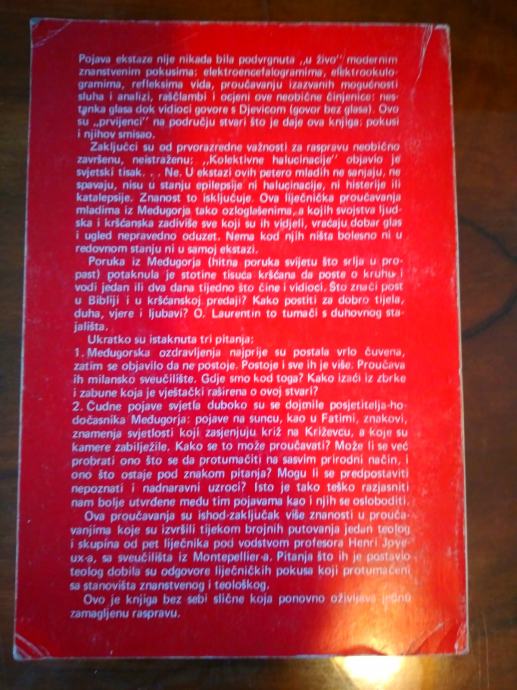 Pojava ekstaze nije nikada bila podvrgnuta ,,u živo" modernim
znanstvenim pokusima: elektroencefalogramima, elektrokulo-
gramima, refleksima vida, proučavanju izazvanih mogućnosti
sluha i analizi, raščlambi i ocjeni ove neobične činjenice: nes-
tanka glasa dok vidioci govore s Djevicom (govor bez glasa). Ovo
su ,,prvijenci" na području stvari što je daje ova knjiga: pokusi
i njihov smisao.
Zaključci su od prvorazredne važnosti za raspravu neobično
završenu, neistraženu: ,,Kolektivne halucinacije" objavio je
svjetski tisak. . . Ne. U ekstazi ovih petero mladih ne sanjaju, ne
spavaju, nisu u stanju epilepsije ni halucinacije, ni histerije ili
katalepsije. Znanost to isključuje. Ova liječnička proučavanja
mladima iz Međugorja tako ozloglašenima, a kojih svojstva ljud-
ska i kršćanska zadiviše sve koji su ih vidjeli, vraćaju dobar glas
i ugled nepravedno oduzet. Nema kod njih ništa bolesno ni u
redovnom stanju ni u samoj ekstazi.
Poruka iz Međugorja (hitna poruka svijetu što srlja u pro-
past) potaknula je stotine tisuća kršćana da poste o kruhu i
vodi jedan ili dva dana tijedno što čine i vidioci. Što znači post
u Bibliji i u kršćanskoj predaji? Kako postiti za dobro tijela,
duha, vjere i ljubavi? O. Laurentin to tumači s duhovnog sta-
jališta.
Ukratko su istaknuta tri pitanja:
1. Međugorska ozdravljenja najprije su postala vrlo čuvena,
zatim se objavilo da ne postoje. Postoje i sve ih je više. Proučava
ih milansko sveučilište. Gdje smo kod toga? Kako izaći iz zbrke
i zabune koja je vještački raširena o ovoj stvari?
2. Čudne pojave svjetla duboko su se dojmile posjetitelja-ho-
dočasnika Međugorja: pojave na suncu, kao u Fatimi, znakovi,
znamenja svjetlosti koji zasjenjuju križ na Križevcu, a koje su
kamere zabilježile. Kako se to može proučavati? Može li se već
probrati ono što se da protumačiti na sasvim prirodni način, i
ono što ostaje pod znakom pitanja? Mogu li se predpostaviti
nepoznati i nadnaravni uzroci? Isto je tako teško razjasniti
nam bolje utvrđene među tim pojavama kao i njih se osloboditi.
Ova proučavanja su ishod-zaključak više znanosti u prouča-
vanjima koje su izvršili tijekom brojnih putovanja jedan teolog
i skupina od pet liječnika pod vodstvom profesora Henri Joye-
ux-a, sa sveučilišta iz Montepellier-a. Pitanja što ih je postavio
teolog dobila su odgovore liječničkih pokusa koji protumačeni
sa stanovišta znanstvenog i teološkog.
Ovo je knjiga bez sebi slične koja ponovno oživljava jednu
zamagljenu raspravu.